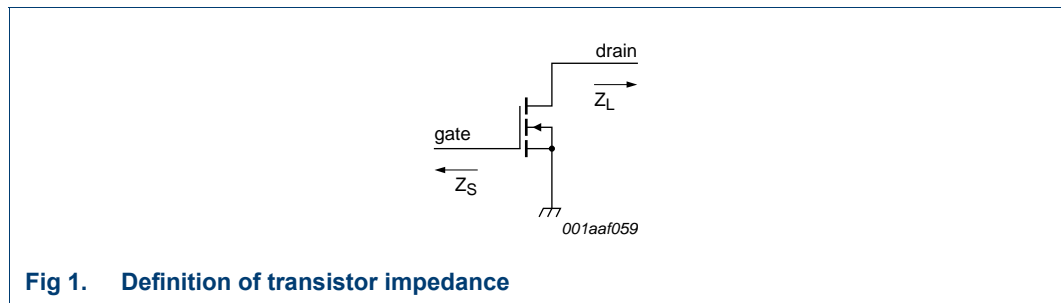 drain
Z_L
gate
Z_S
001aaf059
Fig 1. Definition of transistor impedance